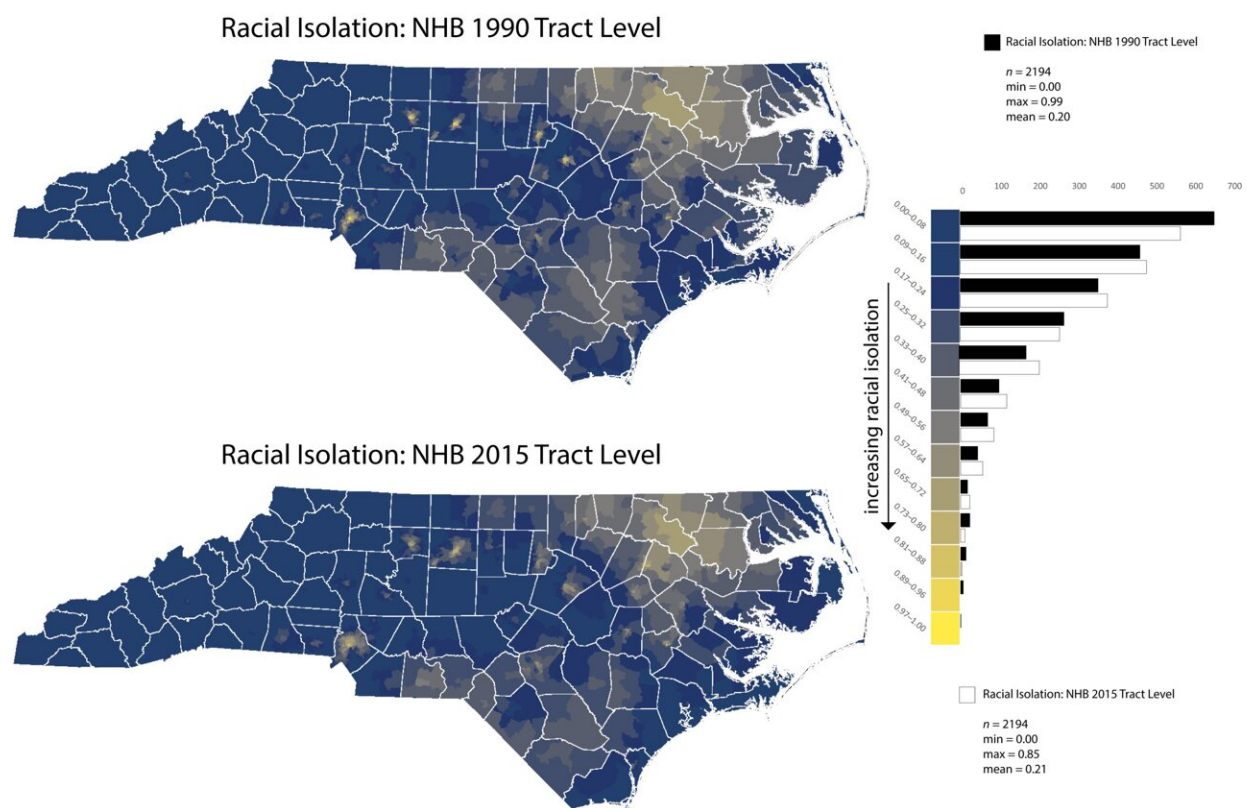 Racial Isolation: NHB 1990 Tract Level
Racial Isolation: NHB 1990 Tract Level
n = 2194
min = 0.00
max = 0.99
mean = 0.20
0 100 200 300 400 500 600 700
0.00–0.08
0.09–0.16
0.17–0.24
0.25–0.32
0.33–0.40
0.41–0.48
0.49–0.56
0.57–0.64
0.65–0.72
0.73–0.80
0.81–0.88
0.89–0.96
0.97–1.00
increasing racial isolation
Racial Isolation: NHB 2015 Tract Level
Racial Isolation: NHB 2015 Tract Level
n = 2194
min = 0.00
max = 0.85
mean = 0.21